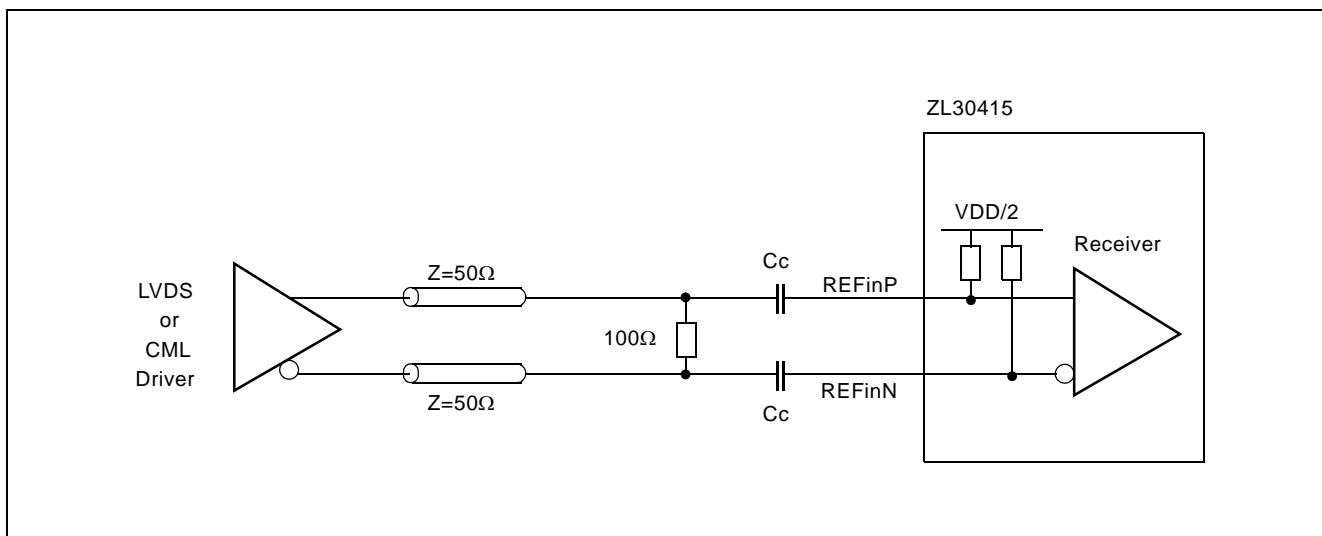 ZL30415
VDD/2
Receiver
Z=50Ω
Cc
REFinP
LVDS
or
CML
Driver
100Ω
Z=50Ω
REFinN
Cc